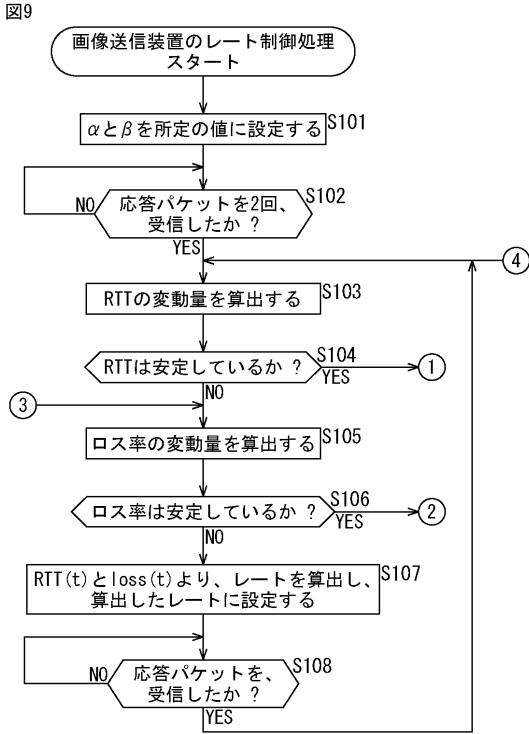 図9
画像送信装置のレート制御処理
スタート
αとβを所定の値に設定する
S101
応答パケットを2回、
受信したか ?
S102
NO
YES
④
RTTの変動量を算出する
S103
RTTは安定しているか ?
S104
YES
①
NO
③
ロス率の変動量を算出する
S105
ロス率は安定しているか ?
S106
YES
②
NO
RTT(t)とloss(t)より、レートを算出し、
算出したレートに設定する
S107
応答パケットを、
受信したか ?
S108
NO
YES